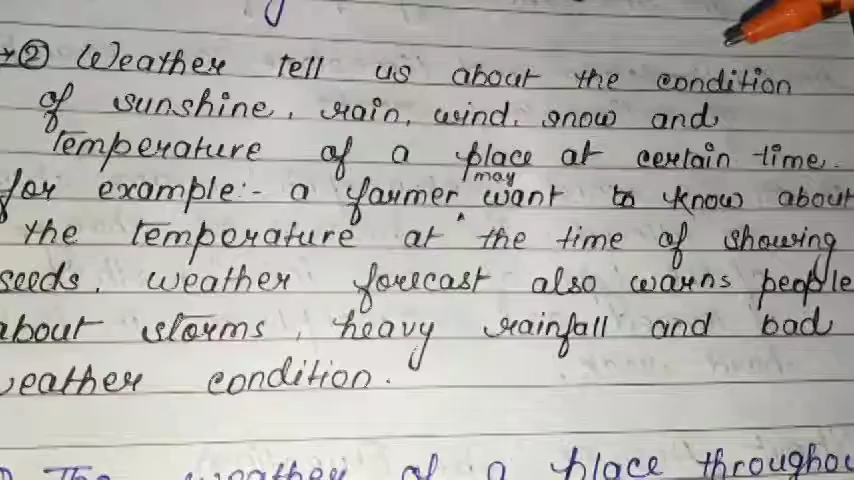 ② Weather tell us about the condition
of sunshine, rain, wind, snow and
Temperature of a place at certain time.
for example:- a farmer may want to know about
the temperature at the time of showing
seeds. weather forecast also warns people
about storms, heavy rainfall and bad
weather condition.
The weather of a place throughou